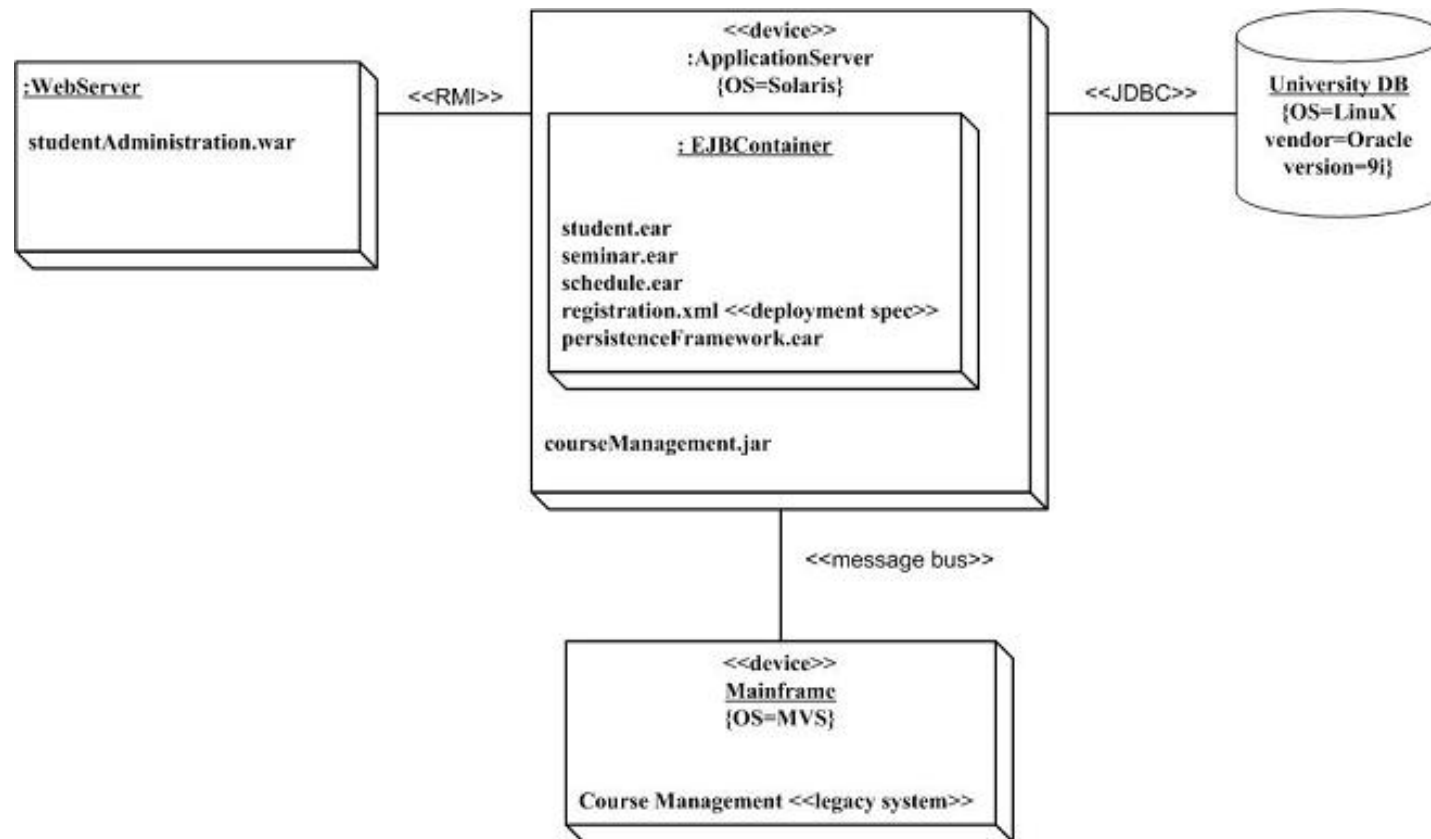 :WebServer
studentAdministration.war
<<RMI>>
<<device>>
:ApplicationServer
{OS=Solaris}
: EJBContainer
student.ear
seminar.ear
schedule.ear
registration.xml <<deployment spec>>
persistenceFramework.ear
courseManagement.jar
<<JDBC>>
University DB
{OS=LinuX
vendor=Oracle
version=9i}
<<message bus>>
<<device>>
Mainframe
{OS=MVS}
Course Management <<legacy system>>